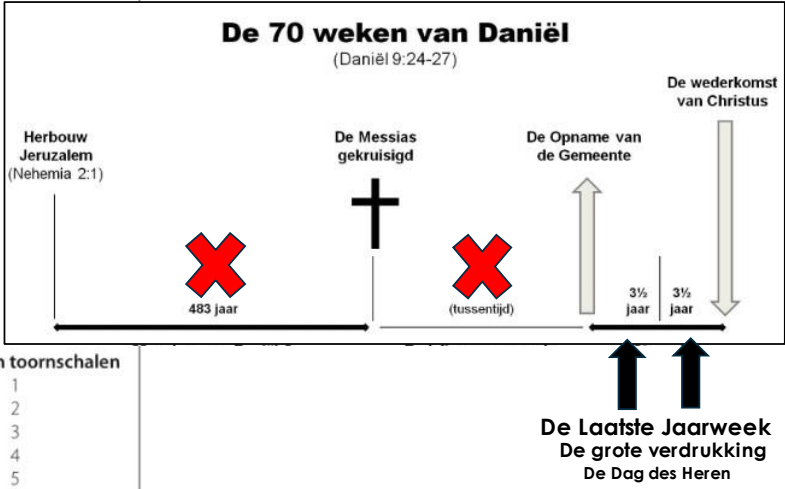 De 70 weken van Daniël
(Daniël 9:24-27)
De wederkomst
van Christus
Herbouw
Jeruzalem
(Nehemia 2:1)
De Messias
gekruisigd
De Opname van
de Gemeente
483 jaar
(tussentijd)
3½
jaar
3½
jaar
toornschalen
1
2
3
4
5
De Laatste Jaarweek
De grote verdrukking
De Dag des Heren